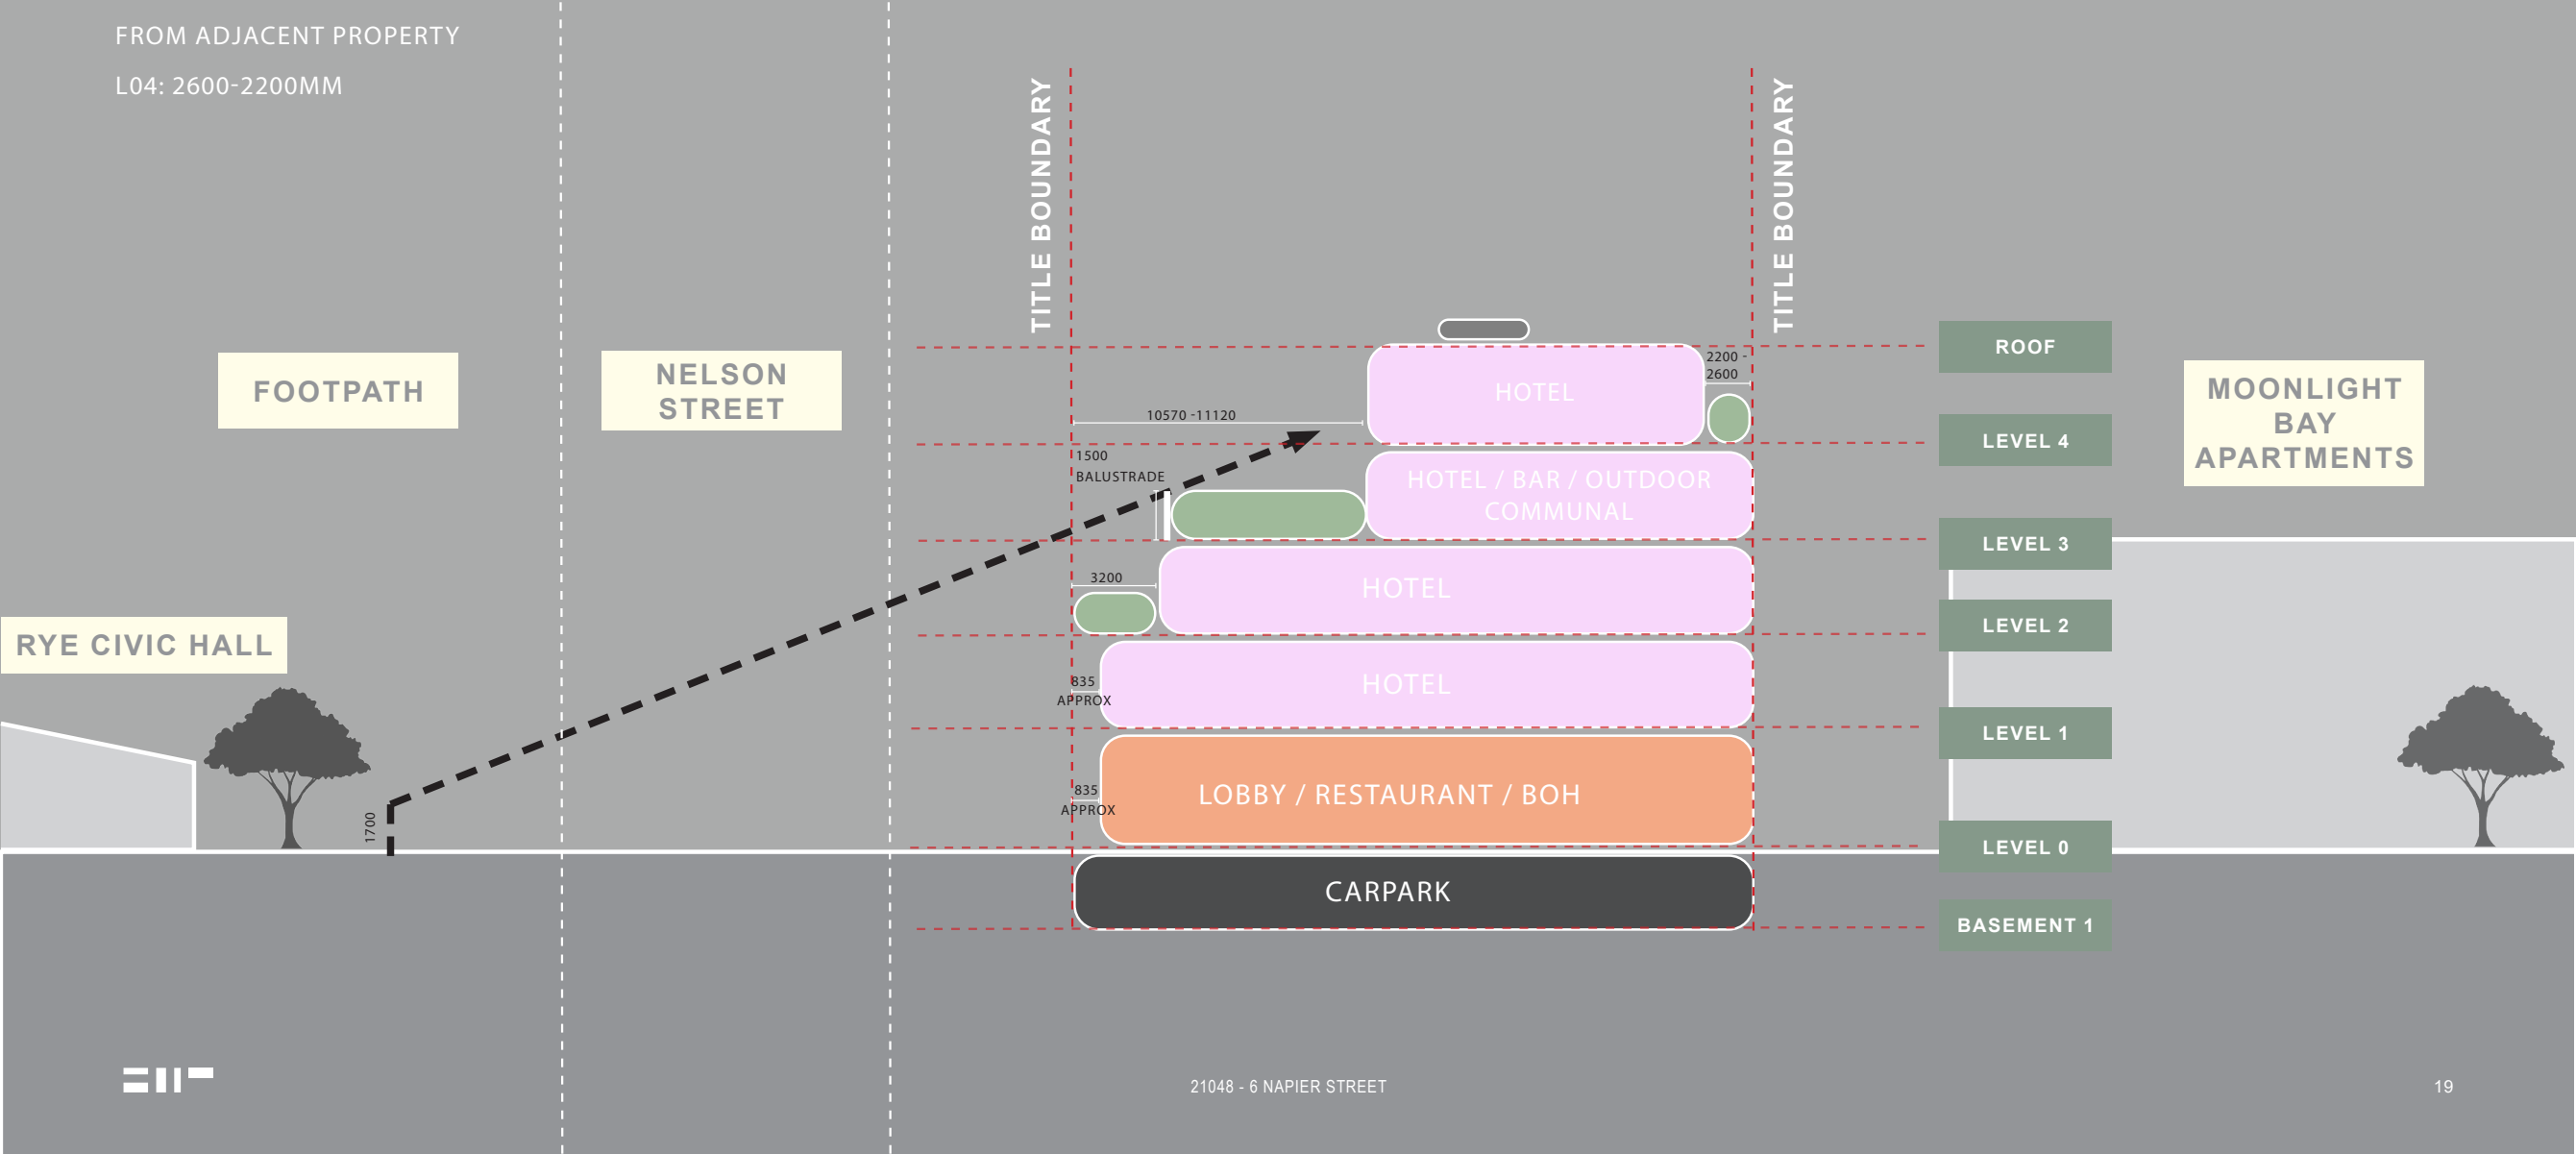 FROM ADJACENT PROPERTY
L04: 2600-2200MM
TITLE BOUNDARY
TITLE BOUNDARY
FOOTPATH
NELSON
STREET
RYE CIVIC HALL
MOONLIGHT
BAY
APARTMENTS
ROOF
LEVEL 4
LEVEL 3
LEVEL 2
LEVEL 1
LEVEL 0
BASEMENT 1
HOTEL
2200 -
2600
10570 -11120
1500
BALUSTRADE
HOTEL / BAR / OUTDOOR
COMMUNAL
3200
HOTEL
835
APPROX
HOTEL
835
APPROX
LOBBY / RESTAURANT / BOH
1700
CARPARK
21048 - 6 NAPIER STREET
19